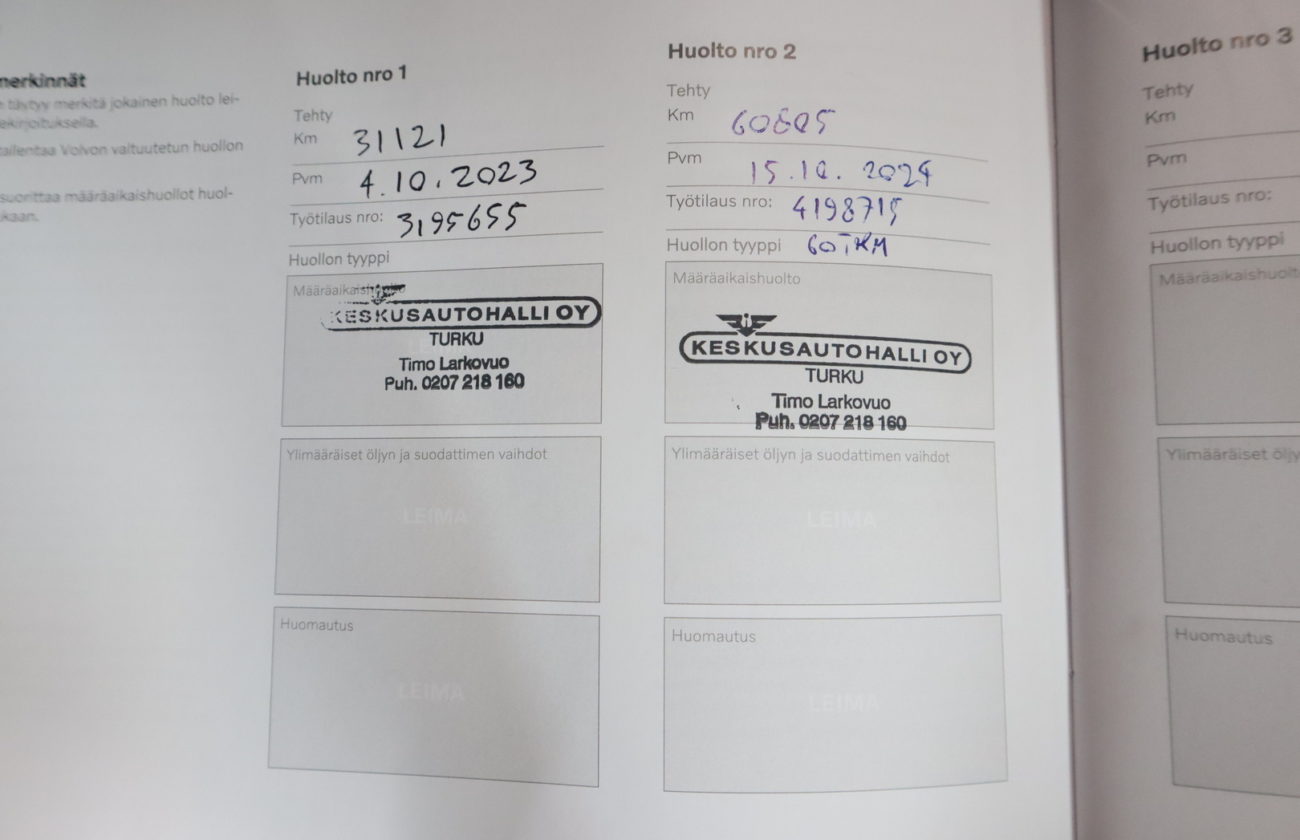 merkinnät
täytyy merkitä jokainen huolto lei-
ekirjoituksella.
tallentaa Volvon valtuutetun huollon
suorittaa määräaikaishuollot huol-
kaan.
Huolto nro 1
Tehty
Km 31121
Pvm 4.10.2023
Työtilaus nro: 3195655
Huollon tyyppi
Määräaikaishuolto
KESKUSAUTOHALLI OY
TURKU
Timo Larkovuo
Puh. 0207 218 160
Ylimääräiset öljyn ja suodattimen vaihdot
LEIMA
Huomautus
LEIMA
Huolto nro 2
Tehty
Km 60805
Pvm 15.10.2024
Työtilaus nro: 4198715
Huollon tyyppi 60TKM
Määräaikaishuolto
KESKUSAUTOHALLI OY
TURKU
Timo Larkovuo
Puh. 0207 218 160
Ylimääräiset öljyn ja suodattimen vaihdot
LEIMA
Huomautus
LEIMA
Huolto nro 3
Tehty
Km
Pvm
Työtilaus nro:
Huollon tyyppi
Määräaikaishuolt
Ylimääräiset öljy
Huomautus